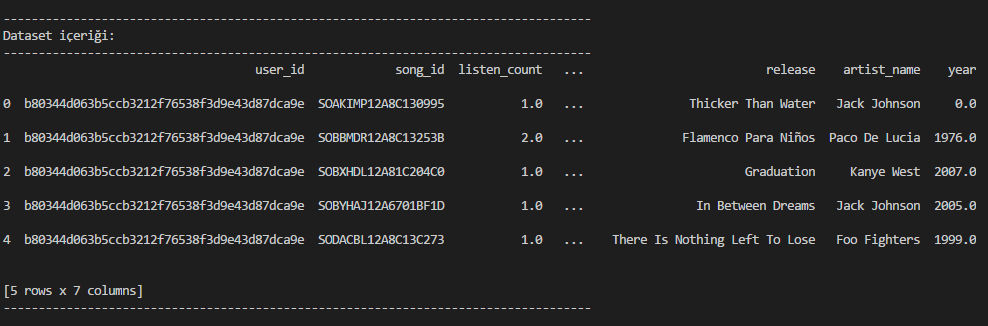 ------------------------------------------------------------------------------------
Dataset içeriği:
------------------------------------------------------------------------------------
user_id song_id listen_count ... release artist_name year
0 b80344d063b5ccb3212f76538f3d9e43d87dca9e SOAKIMP12A8C130995 1.0 ... Thicker Than Water Jack Johnson 0.0
1 b80344d063b5ccb3212f76538f3d9e43d87dca9e SOBBMDR12A8C13253B 2.0 ... Flamenco Para Niños Paco De Lucia 1976.0
2 b80344d063b5ccb3212f76538f3d9e43d87dca9e SOBXHDL12A81C204C0 1.0 ... Graduation Kanye West 2007.0
3 b80344d063b5ccb3212f76538f3d9e43d87dca9e SOBYHAJ12A6701BF1D 1.0 ... In Between Dreams Jack Johnson 2005.0
4 b80344d063b5ccb3212f76538f3d9e43d87dca9e SODACBL12A8C13C273 1.0 ... There Is Nothing Left To Lose Foo Fighters 1999.0
[5 rows x 7 columns]
------------------------------------------------------------------------------------